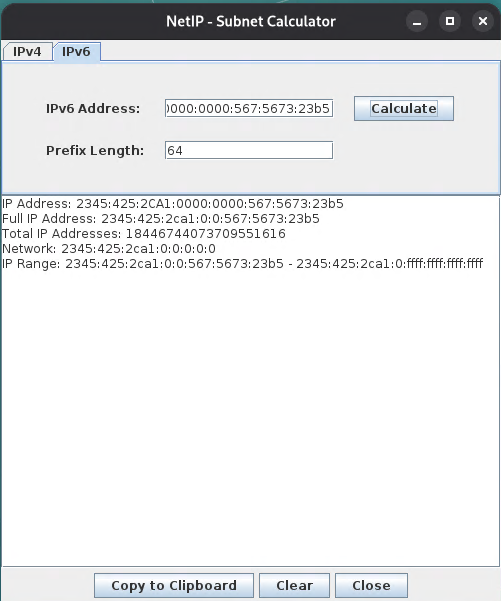 NetIP - Subnet Calculator
IPv4 IPv6
IPv6 Address: 0000:0000:567:5673:23b5 Calculate
Prefix Length: 64
IP Address: 2345:425:2CA1:0000:0000:567:5673:23b5
Full IP Address: 2345:425:2ca1:0:0:567:5673:23b5
Total IP Addresses: 18446744073709551616
Network: 2345:425:2ca1:0:0:0:0:0
IP Range: 2345:425:2ca1:0:0:567:5673:23b5 - 2345:425:2ca1:0:ffff:ffff:ffff:ffff
Copy to Clipboard Clear Close